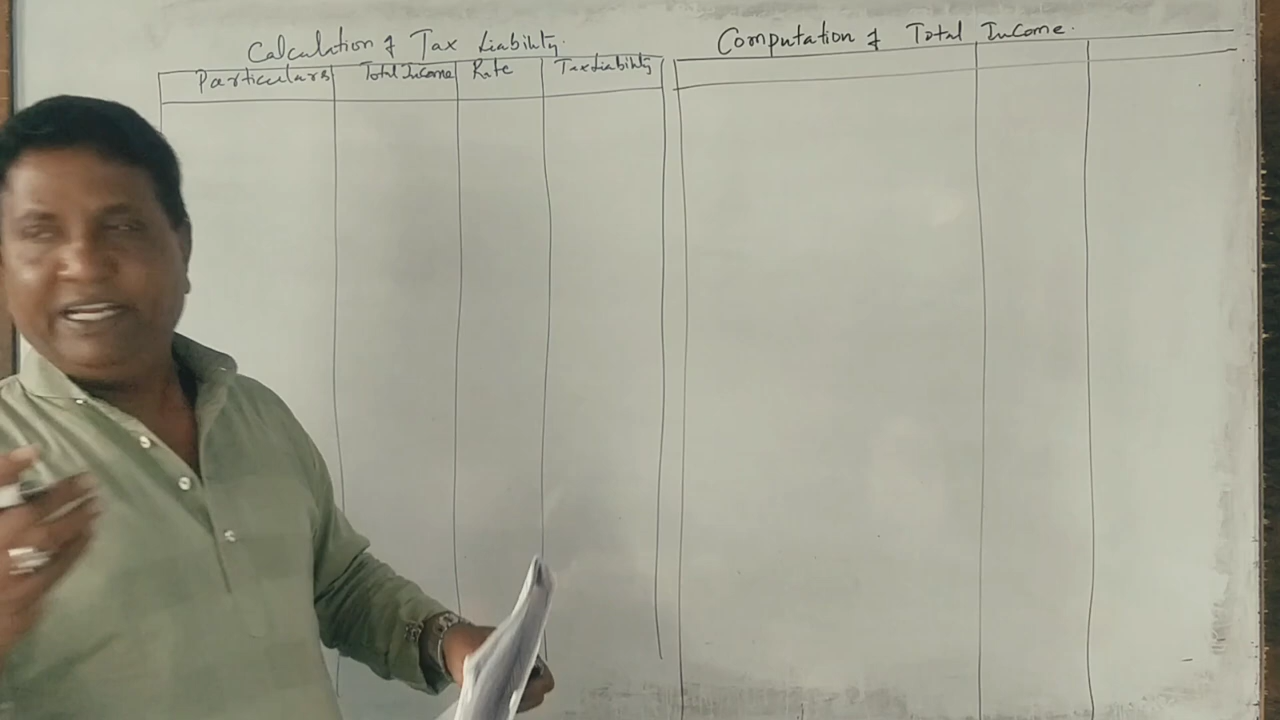 Calculation of Tax Liability.
Particulars Total Income Rate Tax Liability
Computation of Total Income.